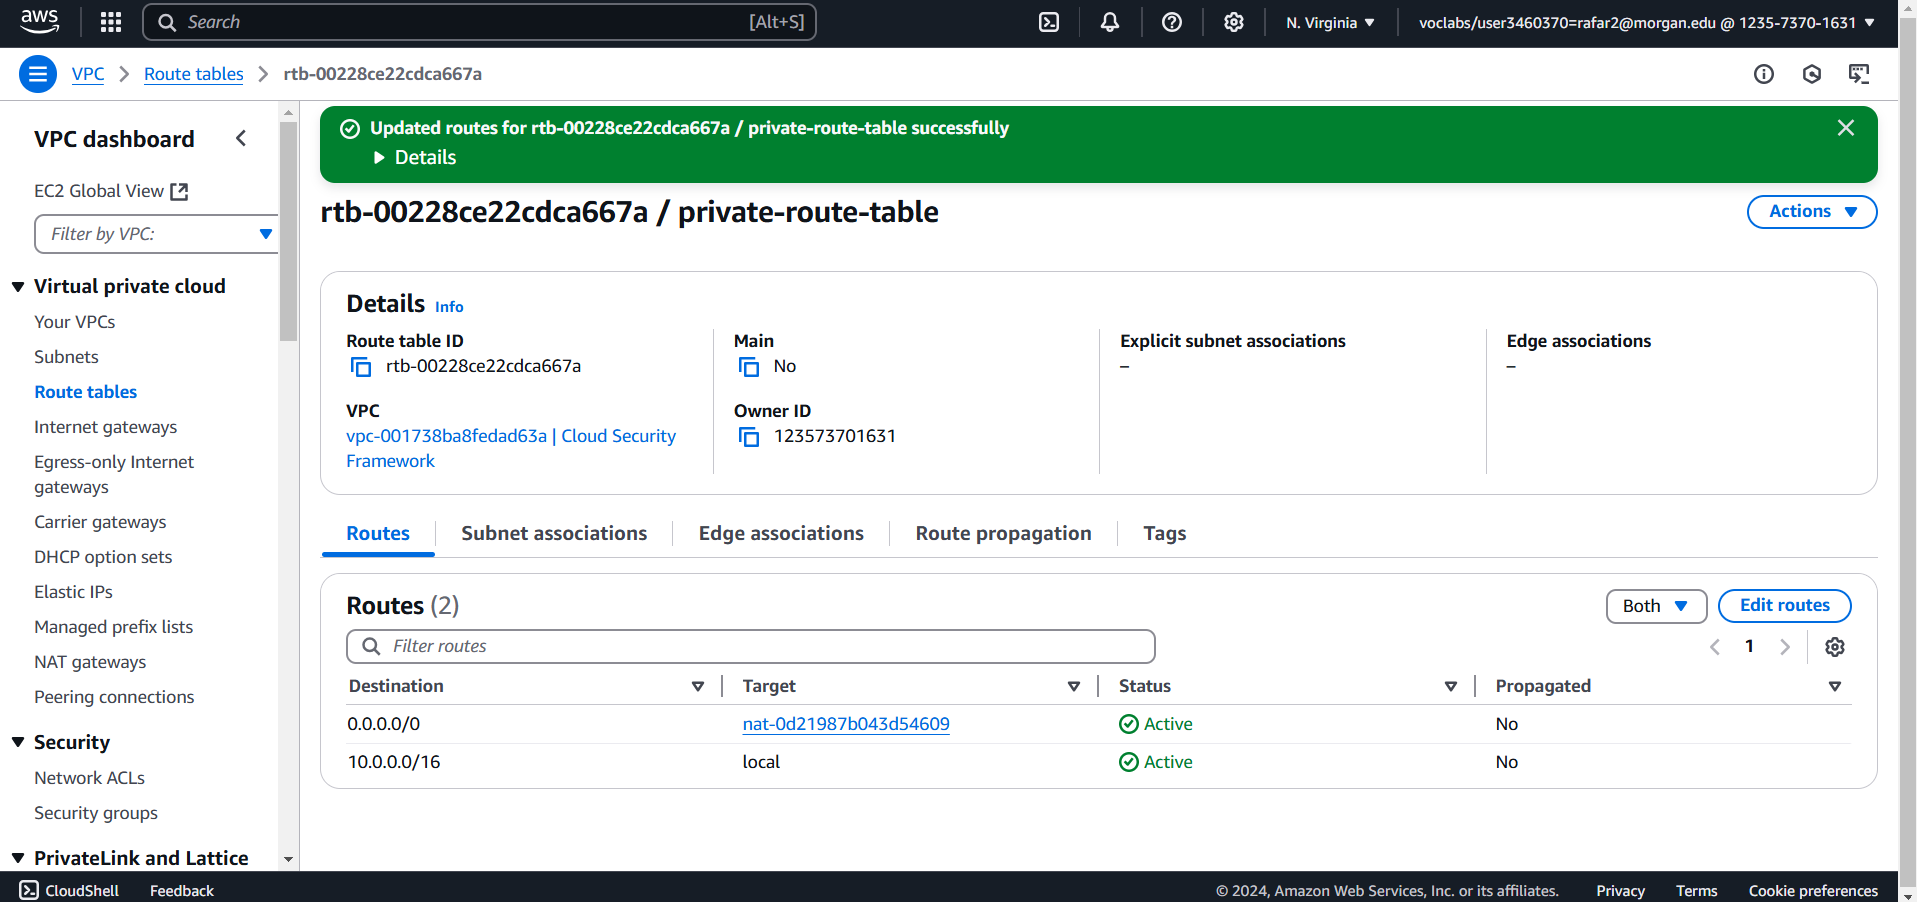 aws
Search [Alt+S]
N. Virginia
voclabs/user3460370=rafar2@morgan.edu @ 1235-7370-1631
VPC
Route tables
rtb-00228ce22cdca667a
VPC dashboard
EC2 Global View
Filter by VPC:
Virtual private cloud
Your VPCs
Subnets
Route tables
Internet gateways
Egress-only Internet
gateways
Carrier gateways
DHCP option sets
Elastic IPs
Managed prefix lists
NAT gateways
Peering connections
Security
Network ACLs
Security groups
PrivateLink and Lattice
Updated routes for rtb-00228ce22cdca667a / private-route-table successfully
Details
rtb-00228ce22cdca667a / private-route-table
Actions
Details Info
Route table ID
rtb-00228ce22cdca667a
Main
No
Explicit subnet associations
–
Edge associations
–
VPC
vpc-001738ba8fedad63a | Cloud Security
Framework
Owner ID
123573701631
Routes
Subnet associations
Edge associations
Route propagation
Tags
Routes (2)
Both
Edit routes
Filter routes
1
Destination Target Status Propagated
0.0.0.0/0 nat-0d21987b043d54609 Active No
10.0.0.0/16 local Active No
CloudShell
Feedback
© 2024, Amazon Web Services, Inc. or its affiliates.
Privacy
Terms
Cookie preferences